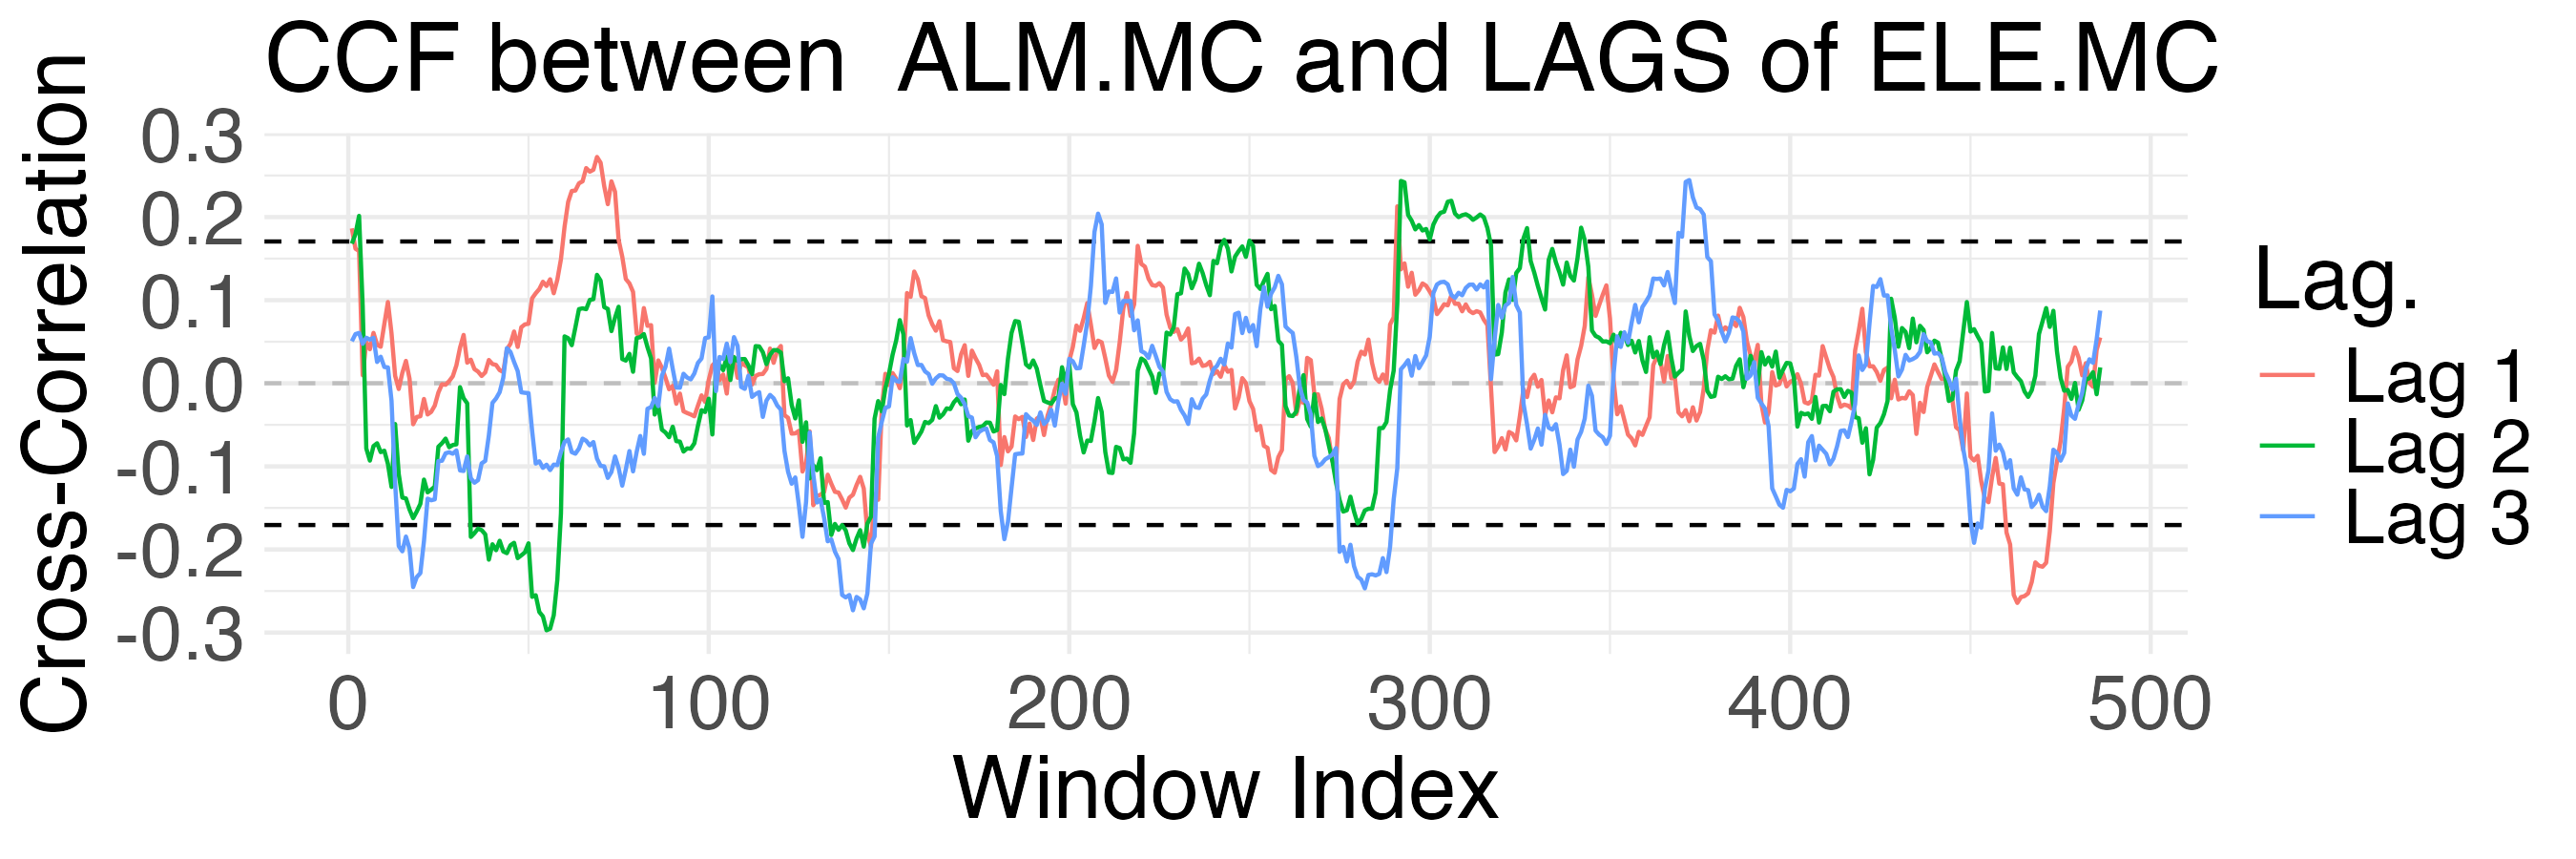 CCF between  ALM.MC and LAGS of ELE.MC
Cross-Correlation
0.3
0.2
0.1
0.0
-0.1
-0.2
-0.3
0 100 200 300 400 500
Window Index
Lag.
Lag 1
Lag 2
Lag 3